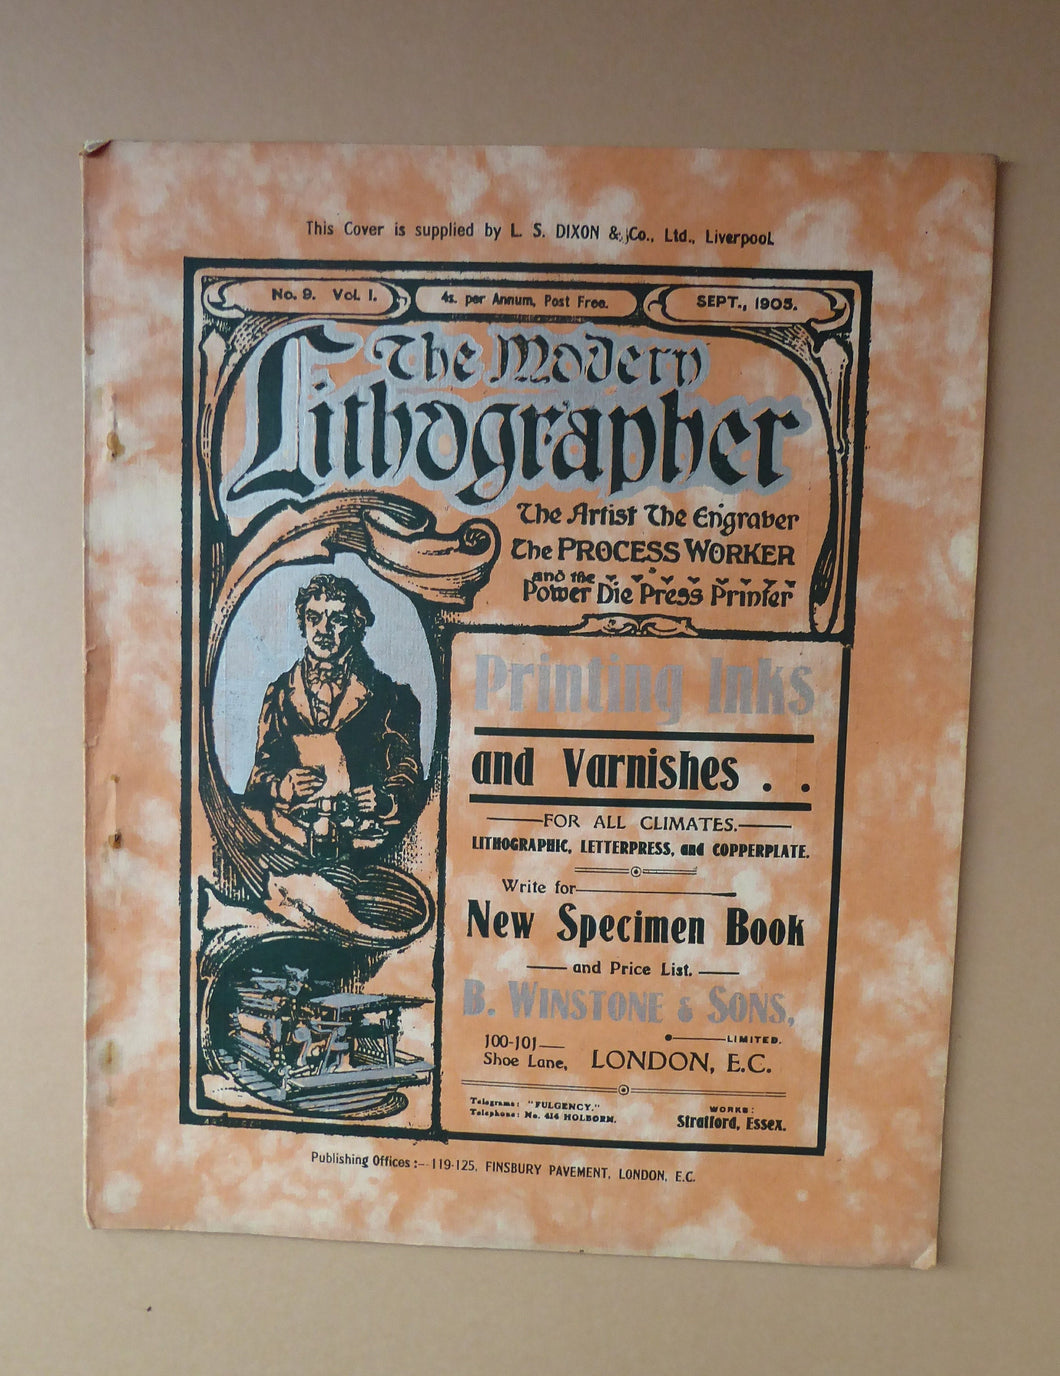 This Cover is supplied by L. S. DIXON & Co., Ltd., Liverpool.
No. 9. Vol. 1.
4s. per Annum, Post Free.
SEPT., 1905.
The Modern
Lithographer
The Artist The Engraver
The PROCESS WORKER
and the
Power Die Press Printer
Printing Inks
and Varnishes . .
FOR ALL CLIMATES.
LITHOGRAPHIC, LETTERPRESS, and COPPERPLATE.
Write for
New Specimen Book
and Price List.
B. WINSTONE & SONS,
LIMITED.
100-101
Shoe Lane, LONDON, E.C.
Telegrams: "FULGENCY."
Telephone: No. 414 HOLBORN.
WORKS:
Stratford, Essex.
Publishing Offices :—119-125, FINSBURY PAVEMENT, LONDON, E.C.